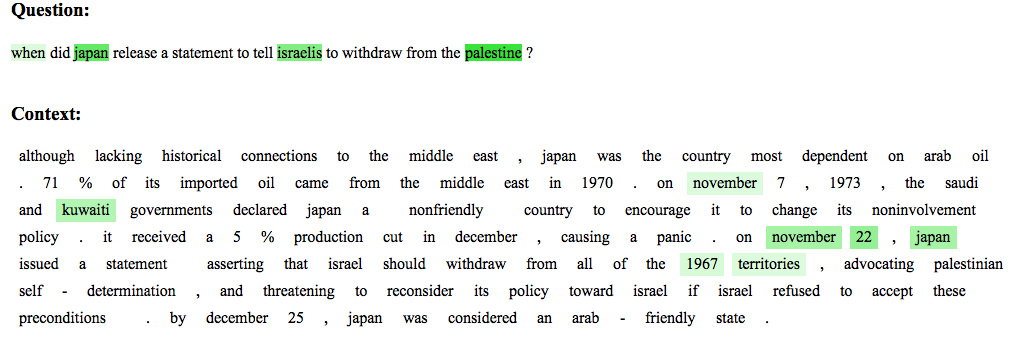 Question:
when did japan release a statement to tell israelis to withdraw from the palestine ?
Context:
although lacking historical connections to the middle east , japan was the country most dependent on arab oil
. 71 % of its imported oil came from the middle east in 1970 . on november 7 , 1973 , the saudi
and kuwaiti governments declared japan a nonfriendly country to encourage it to change its noninvolvement
policy . it received a 5 % production cut in december , causing a panic . on november 22 , japan
issued a statement asserting that israel should withdraw from all of the 1967 territories , advocating palestinian
self - determination , and threatening to reconsider its policy toward israel if israel refused to accept these
preconditions . by december 25 , japan was considered an arab - friendly state .